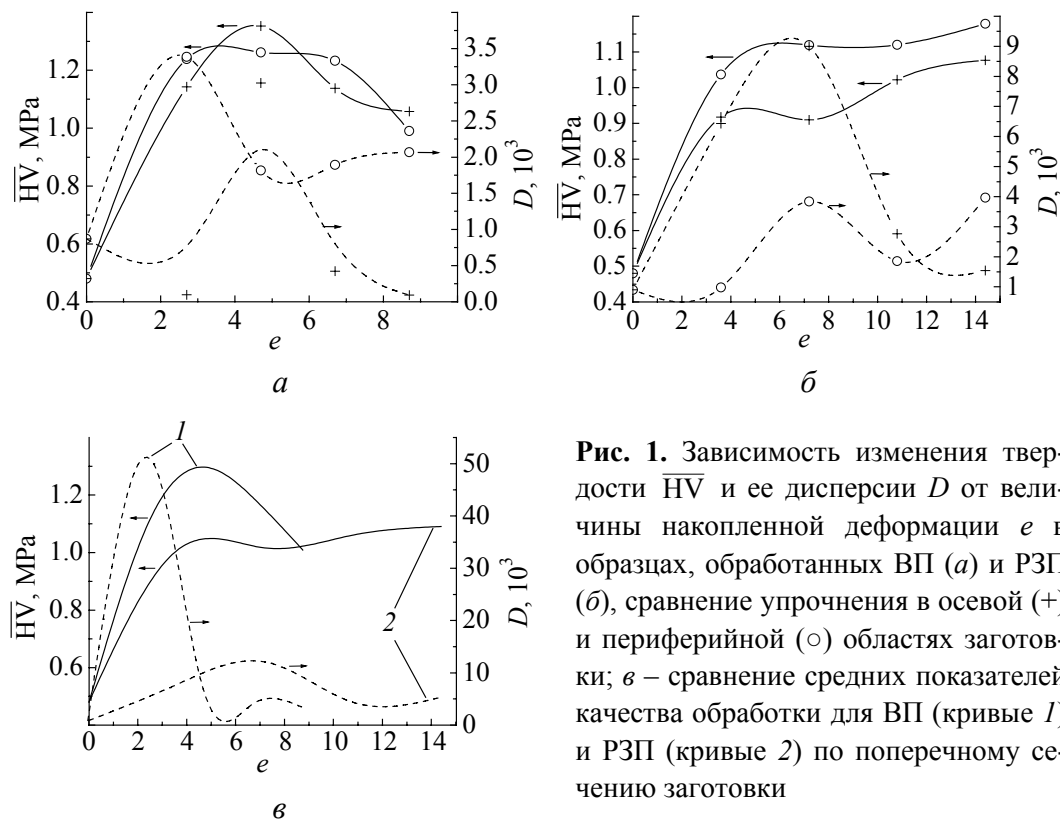 HV, MPa
1.2
1.0
0.8
0.6
0.4
0 2 4 6 8
e
3.5
3.0
2.5
2.0
1.5
1.0
0.5
0.0
D, 10³
а
HV, MPa
1.1
1.0
0.9
0.8
0.7
0.6
0.5
0.4
0 2 4 6 8 10 12 14
e
9
8
7
6
5
4
3
2
1
D, 10³
б
HV, MPa
1.2
1.0
0.8
0.6
0 2 4 6 8 10 12 14
e
50
40
30
20
10
0
D, 10³
1
2
в
Рис. 1. Зависимость изменения твер-
дости HV и ее дисперсии D от вели-
чины накопленной деформации e в
образцах, обработанных ВП (а) и РЗП
(б), сравнение упрочнения в осевой (+)
и периферийной (○) областях заготов-
ки; в – сравнение средних показателей
качества обработки для ВП (кривые 1)
и РЗП (кривые 2) по поперечному се-
чению заготовки